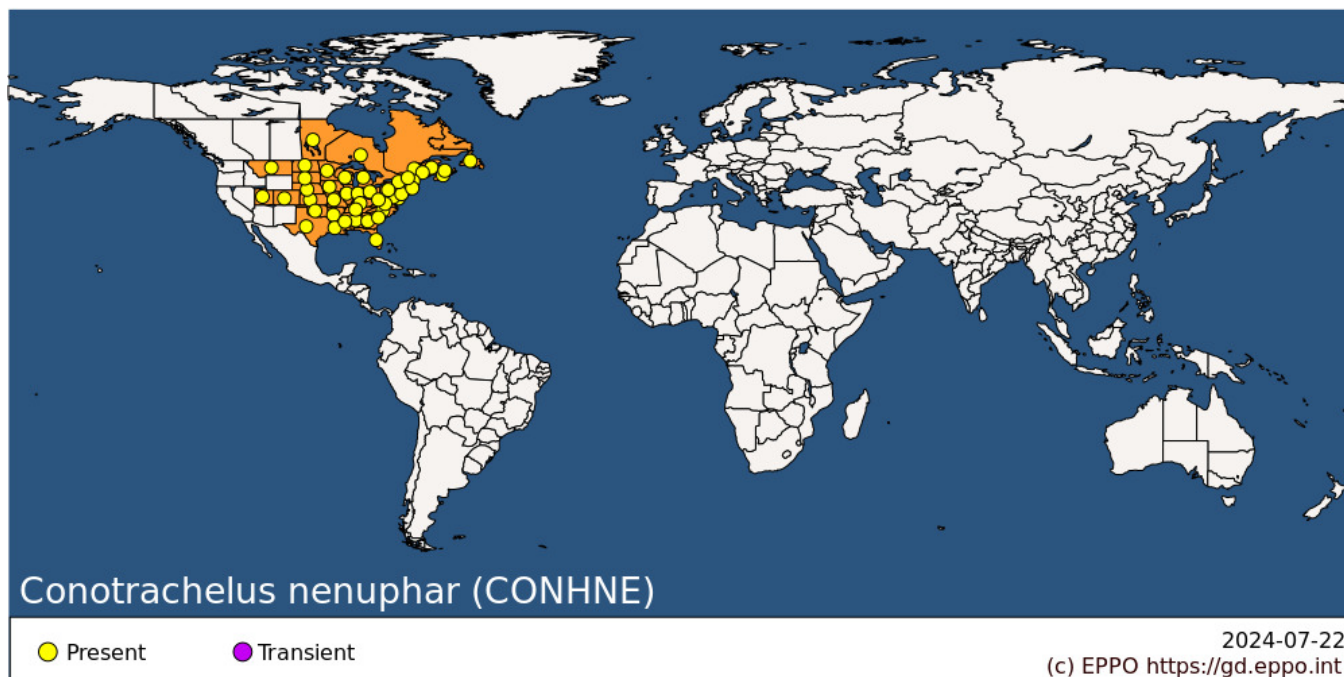 Conotrachelus nenuphar (CONHNE)
Present
Transient
2024-07-22
(c) EPPO https://gd.eppo.int